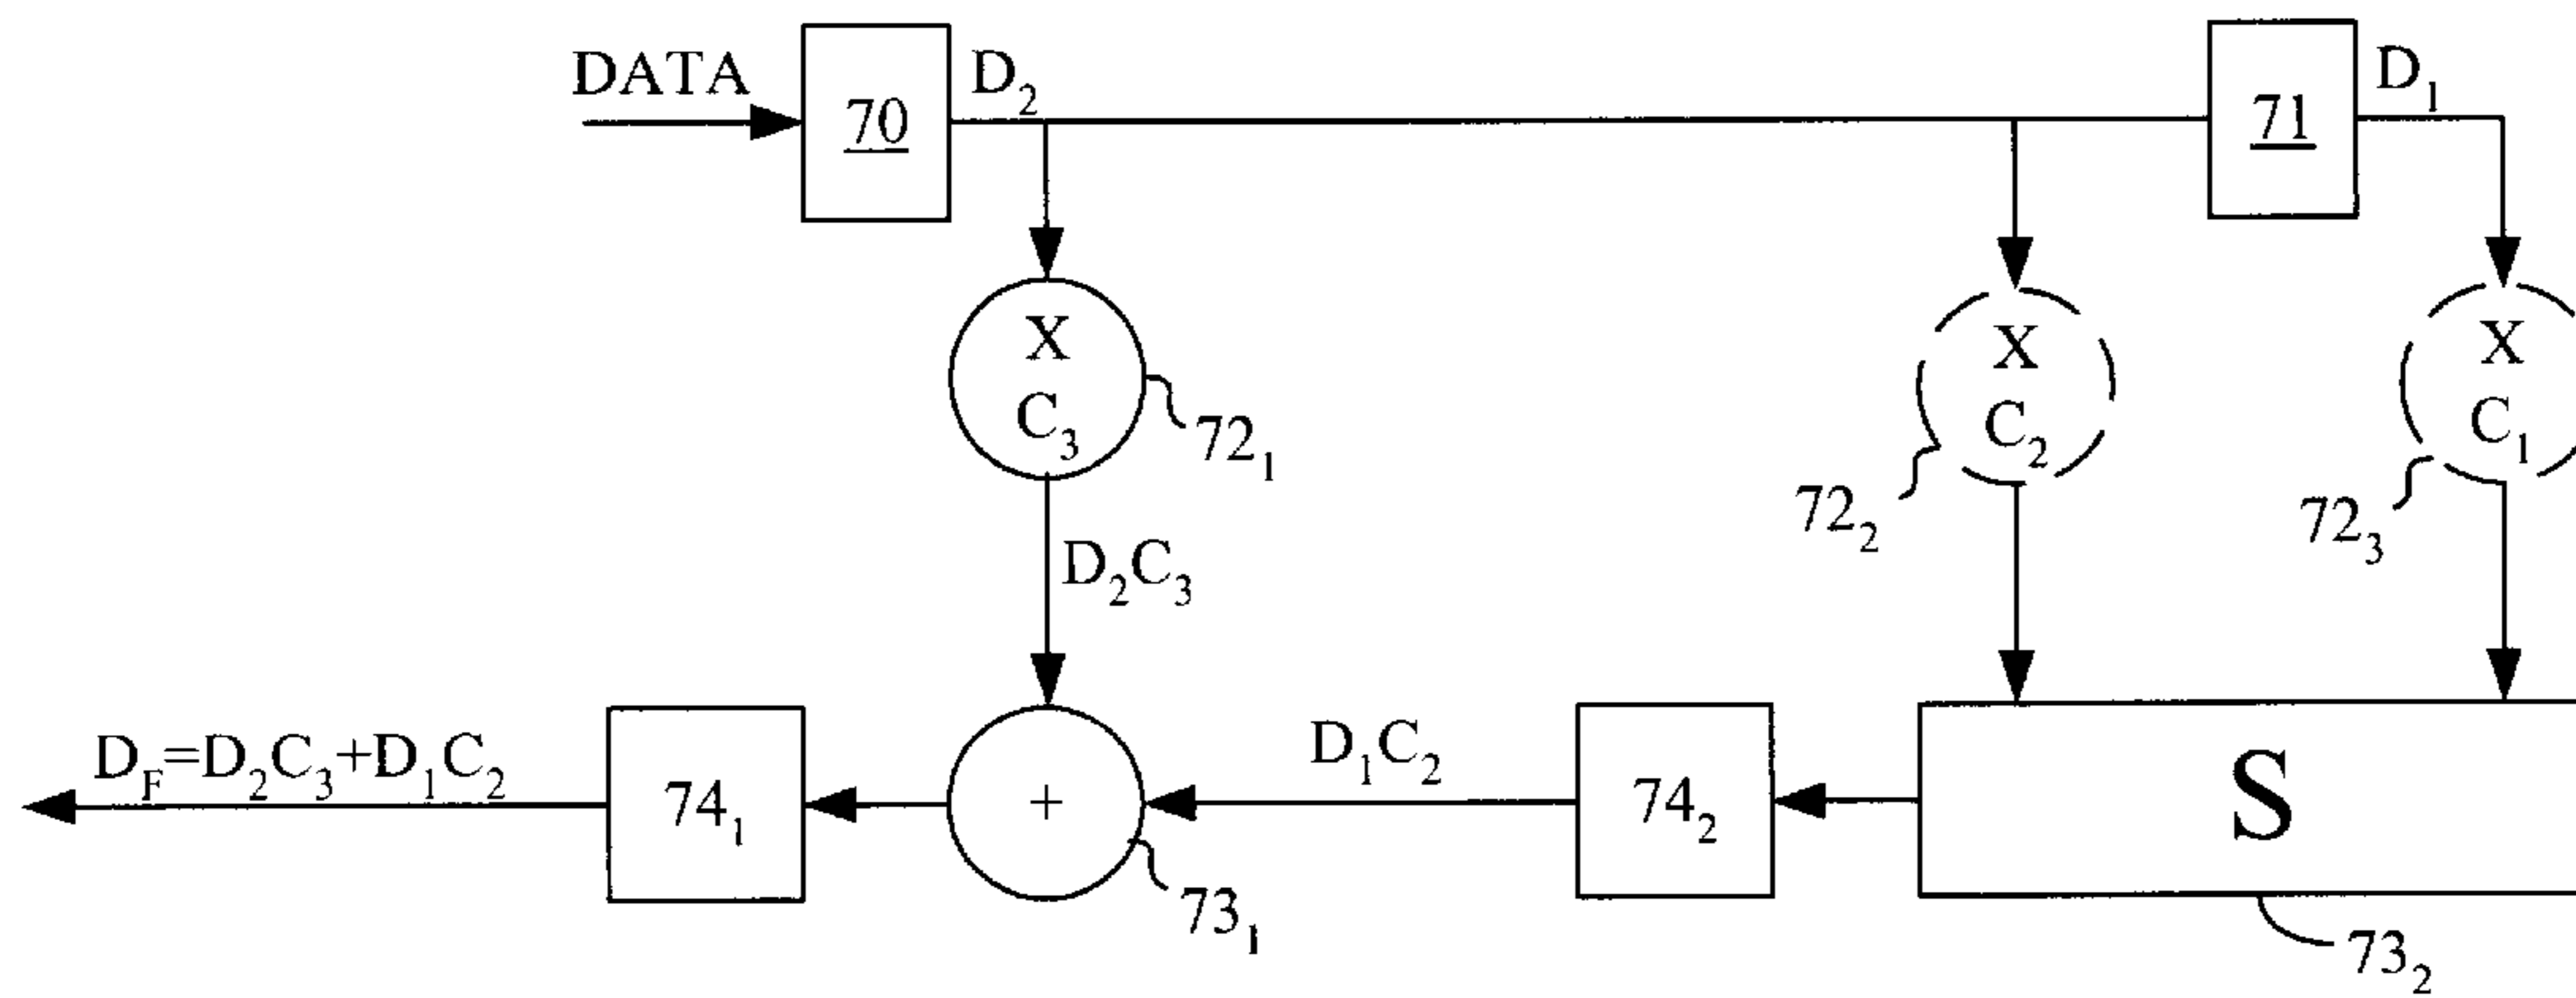 DATA
70
D₂
71
D₁
X
C₃
72₁
X
C₂
72₂
X
C₁
72₃
D₂C₃
D_F=D₂C₃+D₁C₂
74₁
+
73₁
D₁C₂
74₂
S
73₂